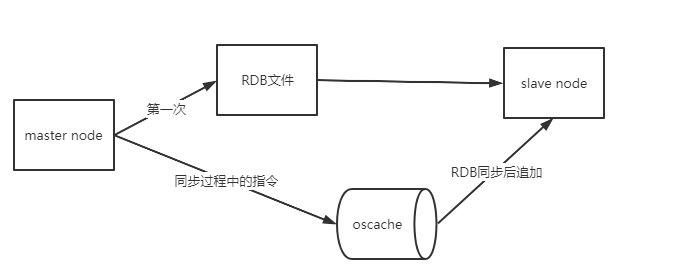 RDB文件
slave node
第一次
master node
RDB同步后追加
同步过程中的指令
oscache